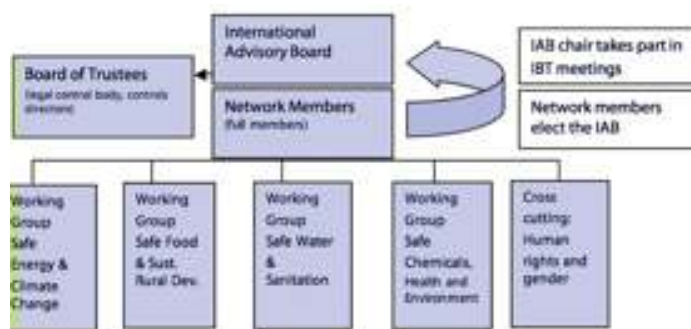 International
Advisory Board
Board of Trustees
(legal control body, controls
directors)
Network Members
(full members)
IAB chair takes part in
IBT meetings
Network members
elect the IAB
Working
Group
Safe
Energy &
Climate
Change
Working
Group
Safe Food
& Sust.
Rural Dev.
Working
Group
Safe Water
&
Sanitation
Working
Group
Safe
Chemicals,
Health and
Environment
Cross
cutting:
Human
rights and
gender